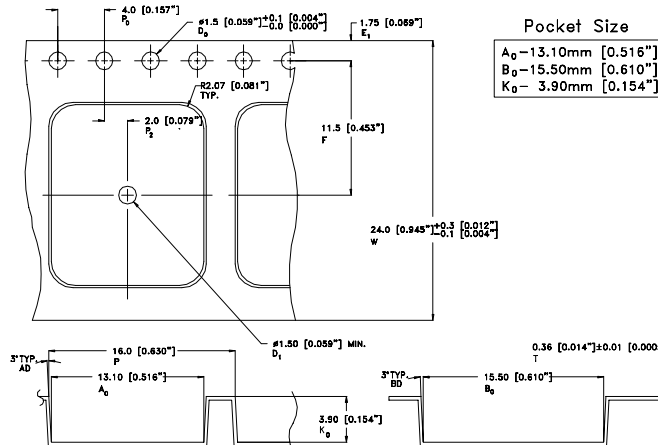 4.0 [0.157"]
P0
ø1.5 [0.059"]+0.1 [0.004"]
-0.0 [0.000"]
D0
1.75 [0.069"]
E1
Pocket Size
A0-13.10mm [0.516"]
B0-15.50mm [0.610"]
K0- 3.90mm [0.154"]
R2.07 [0.081"]
TYP.
2.0 [0.079"]
P2
11.5 [0.453"]
F
24.0 [0.945"]+0.3 [0.012"]
-0.1 [0.004"]
W
ø1.50 [0.059"] MIN.
D1
16.0 [0.630"]
P
3°TYP.
AD
13.10 [0.516"]
A0
3.90 [0.154"]
K0
0.36 [0.014"]±0.01 [0.000
T
3°TYP.
BD
15.50 [0.610"]
B0